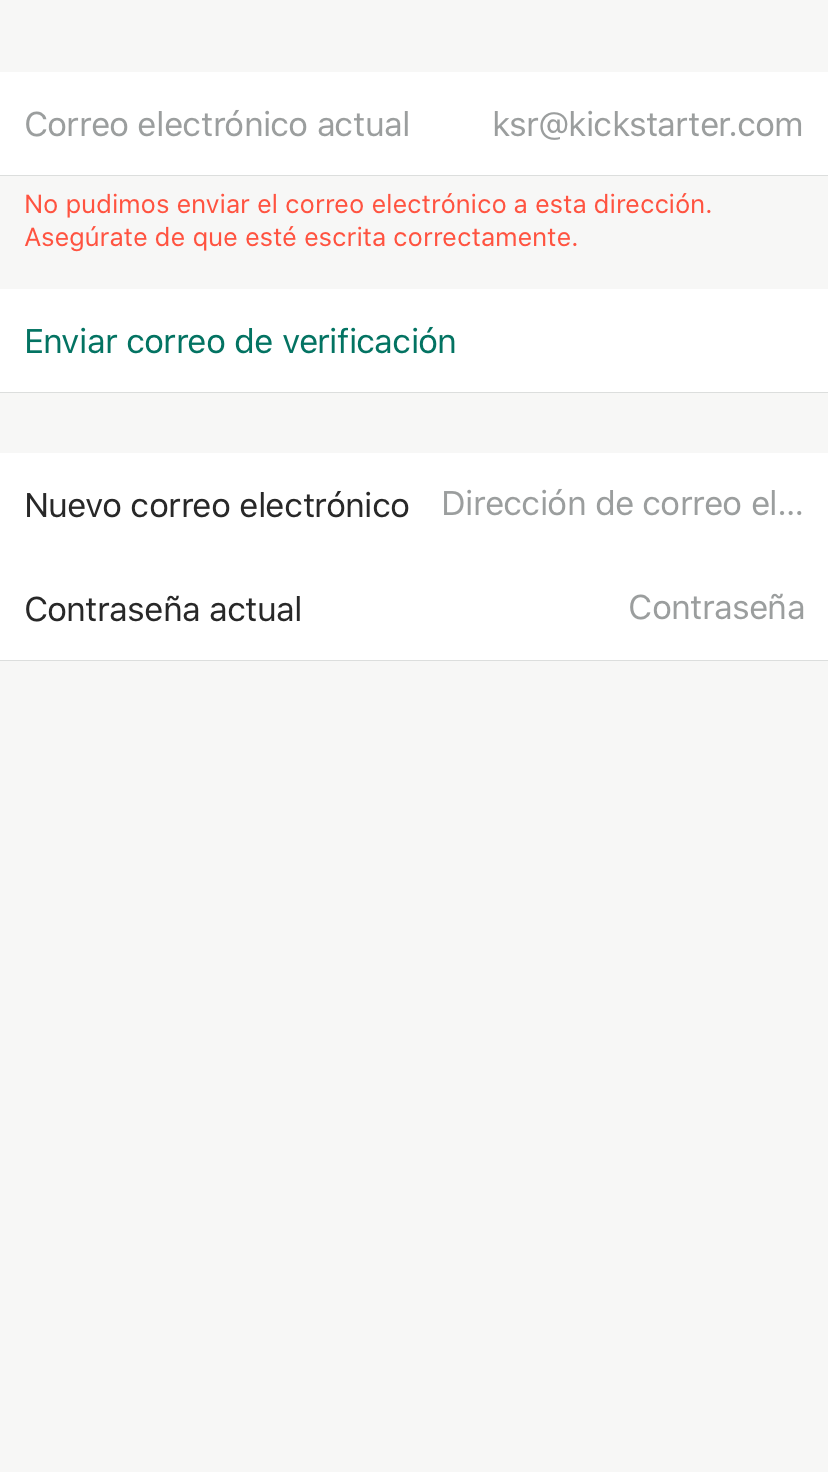 Correo electrónico actual ksr@kickstarter.com
No pudimos enviar el correo electrónico a esta dirección.
Asegúrate de que esté escrita correctamente.
Enviar correo de verificación
Nuevo correo electrónico Dirección de correo el...
Contraseña actual Contraseña